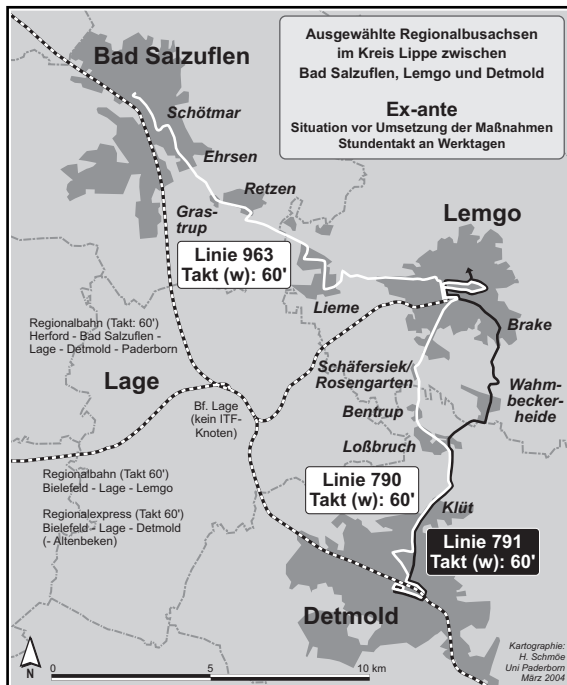 Ausgewählte Regionalbusachsen
im Kreis Lippe zwischen
Bad Salzuflen, Lemgo und Detmold
Ex-ante
Situation vor Umsetzung der Maßnahmen
Stundentakt an Werktagen
Bad Salzuflen
Schötmar
Ehrsen
Retzen
Gras-
trup
Linie 963
Takt (w): 60'
Lemgo
Lieme
Brake
Regionalbahn (Takt: 60')
Herford - Bad Salzuflen -
Lage - Detmold - Paderborn
Lage
Schäfersiek/
Rosengarten
Wahm-
becker-
heide
Bf. Lage
(kein ITF-
Knoten)
Bentrup
Loßbruch
Regionalbahn (Takt 60')
Bielefeld - Lage - Lemgo
Regionalexpress (Takt 60')
Bielefeld - Lage - Detmold
(- Altenbeken)
Linie 790
Takt (w): 60'
Klüt
Linie 791
Takt (w): 60'
Detmold
Kartographie:
H. Schmöe
Uni Paderborn
März 2004
N
0 5 10 km